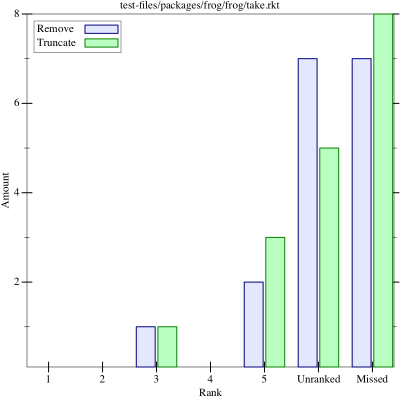 test-files/packages/frog/frog/take.rkt
8
Remove
Truncate
6
Amount
4
2
1 2 3 4 5 Unranked Missed
Rank